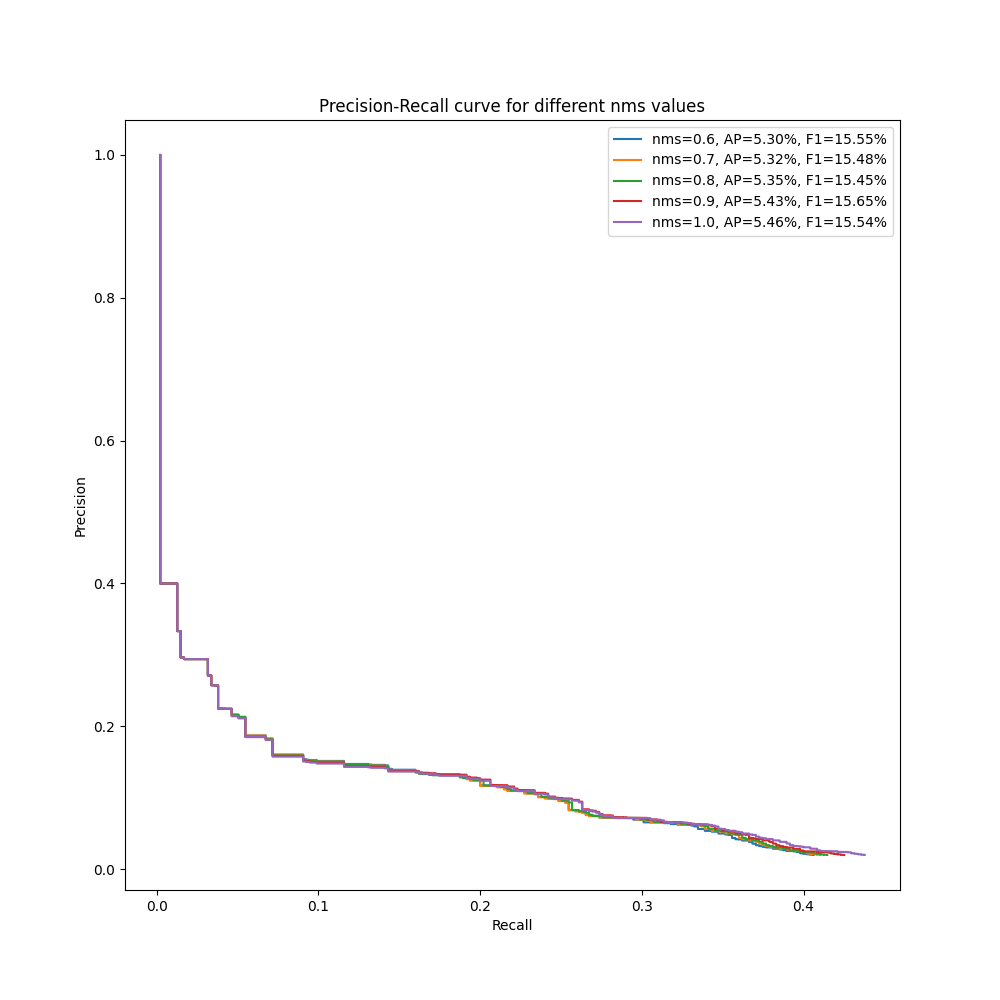 Precision-Recall curve for different nms values
nms=0.6, AP=5.30%, F1=15.55%
nms=0.7, AP=5.32%, F1=15.48%
nms=0.8, AP=5.35%, F1=15.45%
nms=0.9, AP=5.43%, F1=15.65%
nms=1.0, AP=5.46%, F1=15.54%
1.0
0.8
0.6
0.4
0.2
0.0
Precision
0.0 0.1 0.2 0.3 0.4
Recall